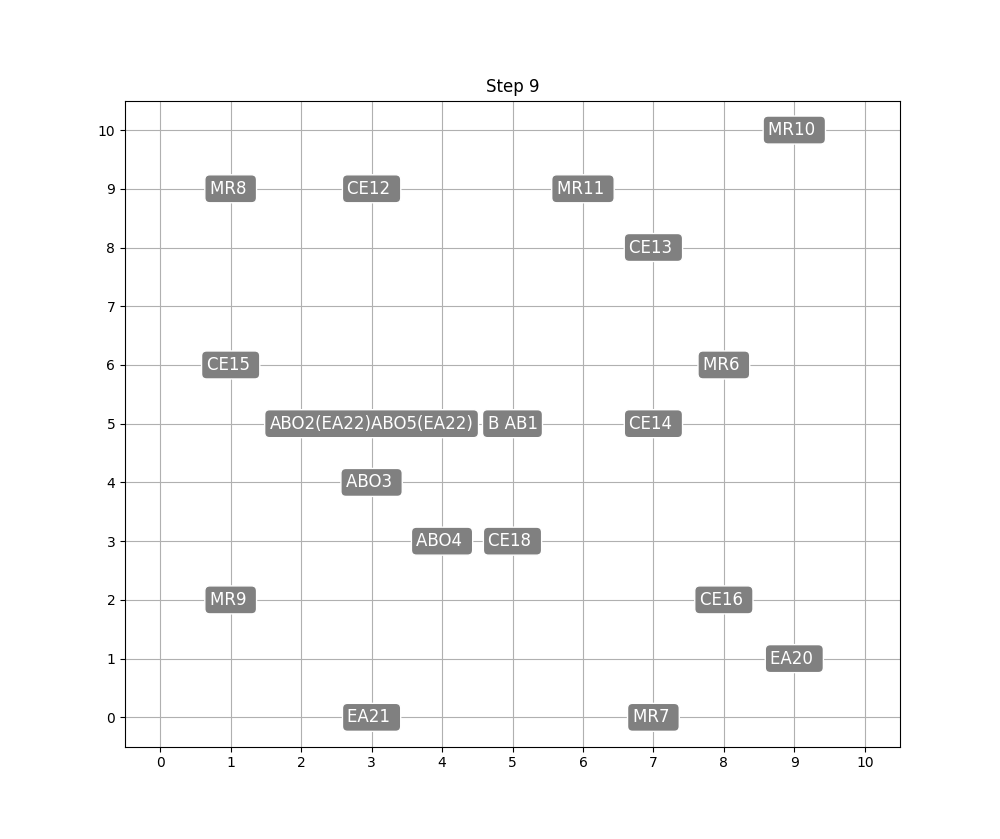 Step 9
10
MR10
9
MR8
CE12
MR11
8
CE13
7
6
CE15
MR6
5
ABO2(EA22)ABO5(EA22)
B AB1
CE14
4
ABO3
3
ABO4
CE18
2
MR9
CE16
1
EA20
0
EA21
MR7
0 1 2 3 4 5 6 7 8 9 10